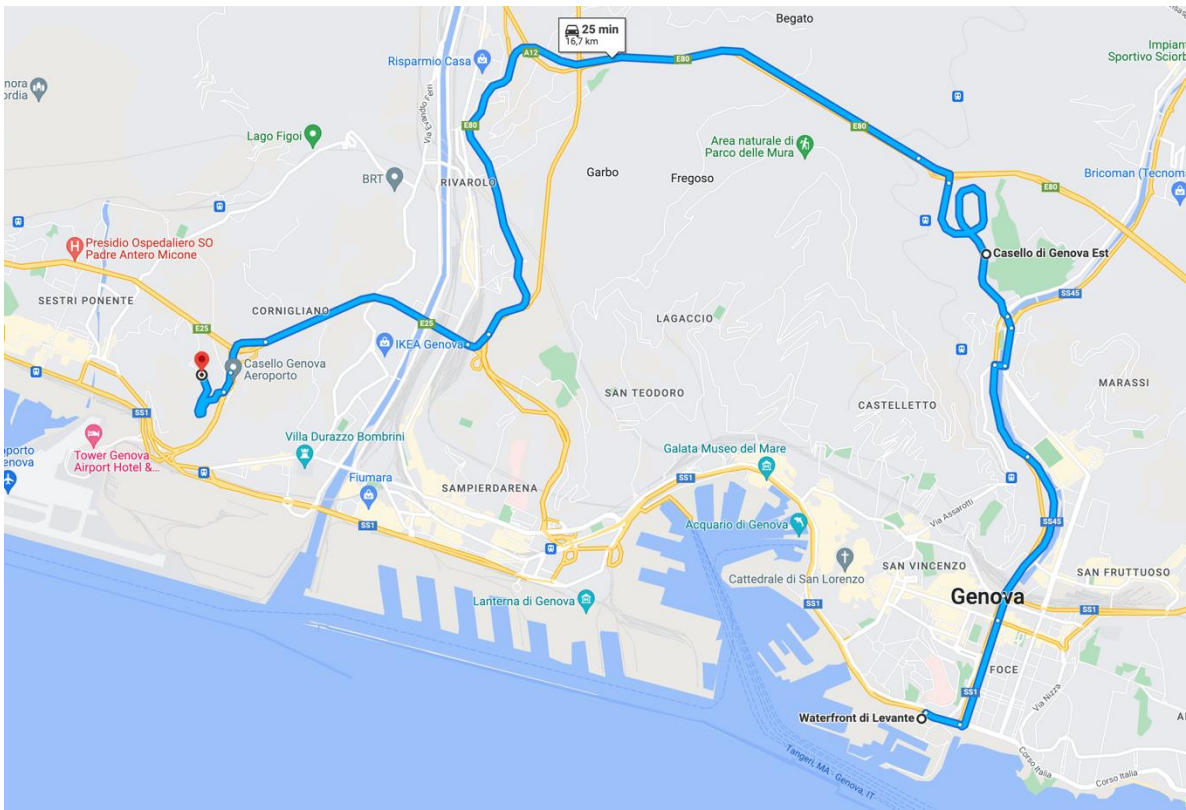 Begato
25 min
16,7 km
Impian
Sportivo Sciorb
Risparmio Casa
A12
E80
nora
ordia
Via Evandro Ferri
E80
E80
Lago Figoi
Area naturale di
Parco delle Mura
BRT
RIVAROLO
Garbo
Fregoso
Bricoman (Tecnoma
E80
Presidio Ospedaliero SO
Padre Antero Micone
Casello di Genova Est
SESTRI PONENTE
CORNIGLIANO
SS45
E25
E25
LAGACCIO
IKEA Genova
Casello Genova
Aeroporto
MARASSI
SAN TEODORO
CASTELLETTO
SS1
Villa Durazzo Bombrini
Galata Museo del Mare
oporto
enova
Tower Genova
Airport Hotel &...
Fiumara
SAMPIERDARENA
SS1
Via Assarotti
SS1
Acquario di Genova
SS45
Cattedrale di San Lorenzo
SAN VINCENZO
SAN FRUTTUOSO
Lanterna di Genova
Genova
SS1
SS1
FOCE
SS1
Via Nizza
Waterfront di Levante
Tangeri, MA - Genova, IT
Corso Italia
Corso Italia